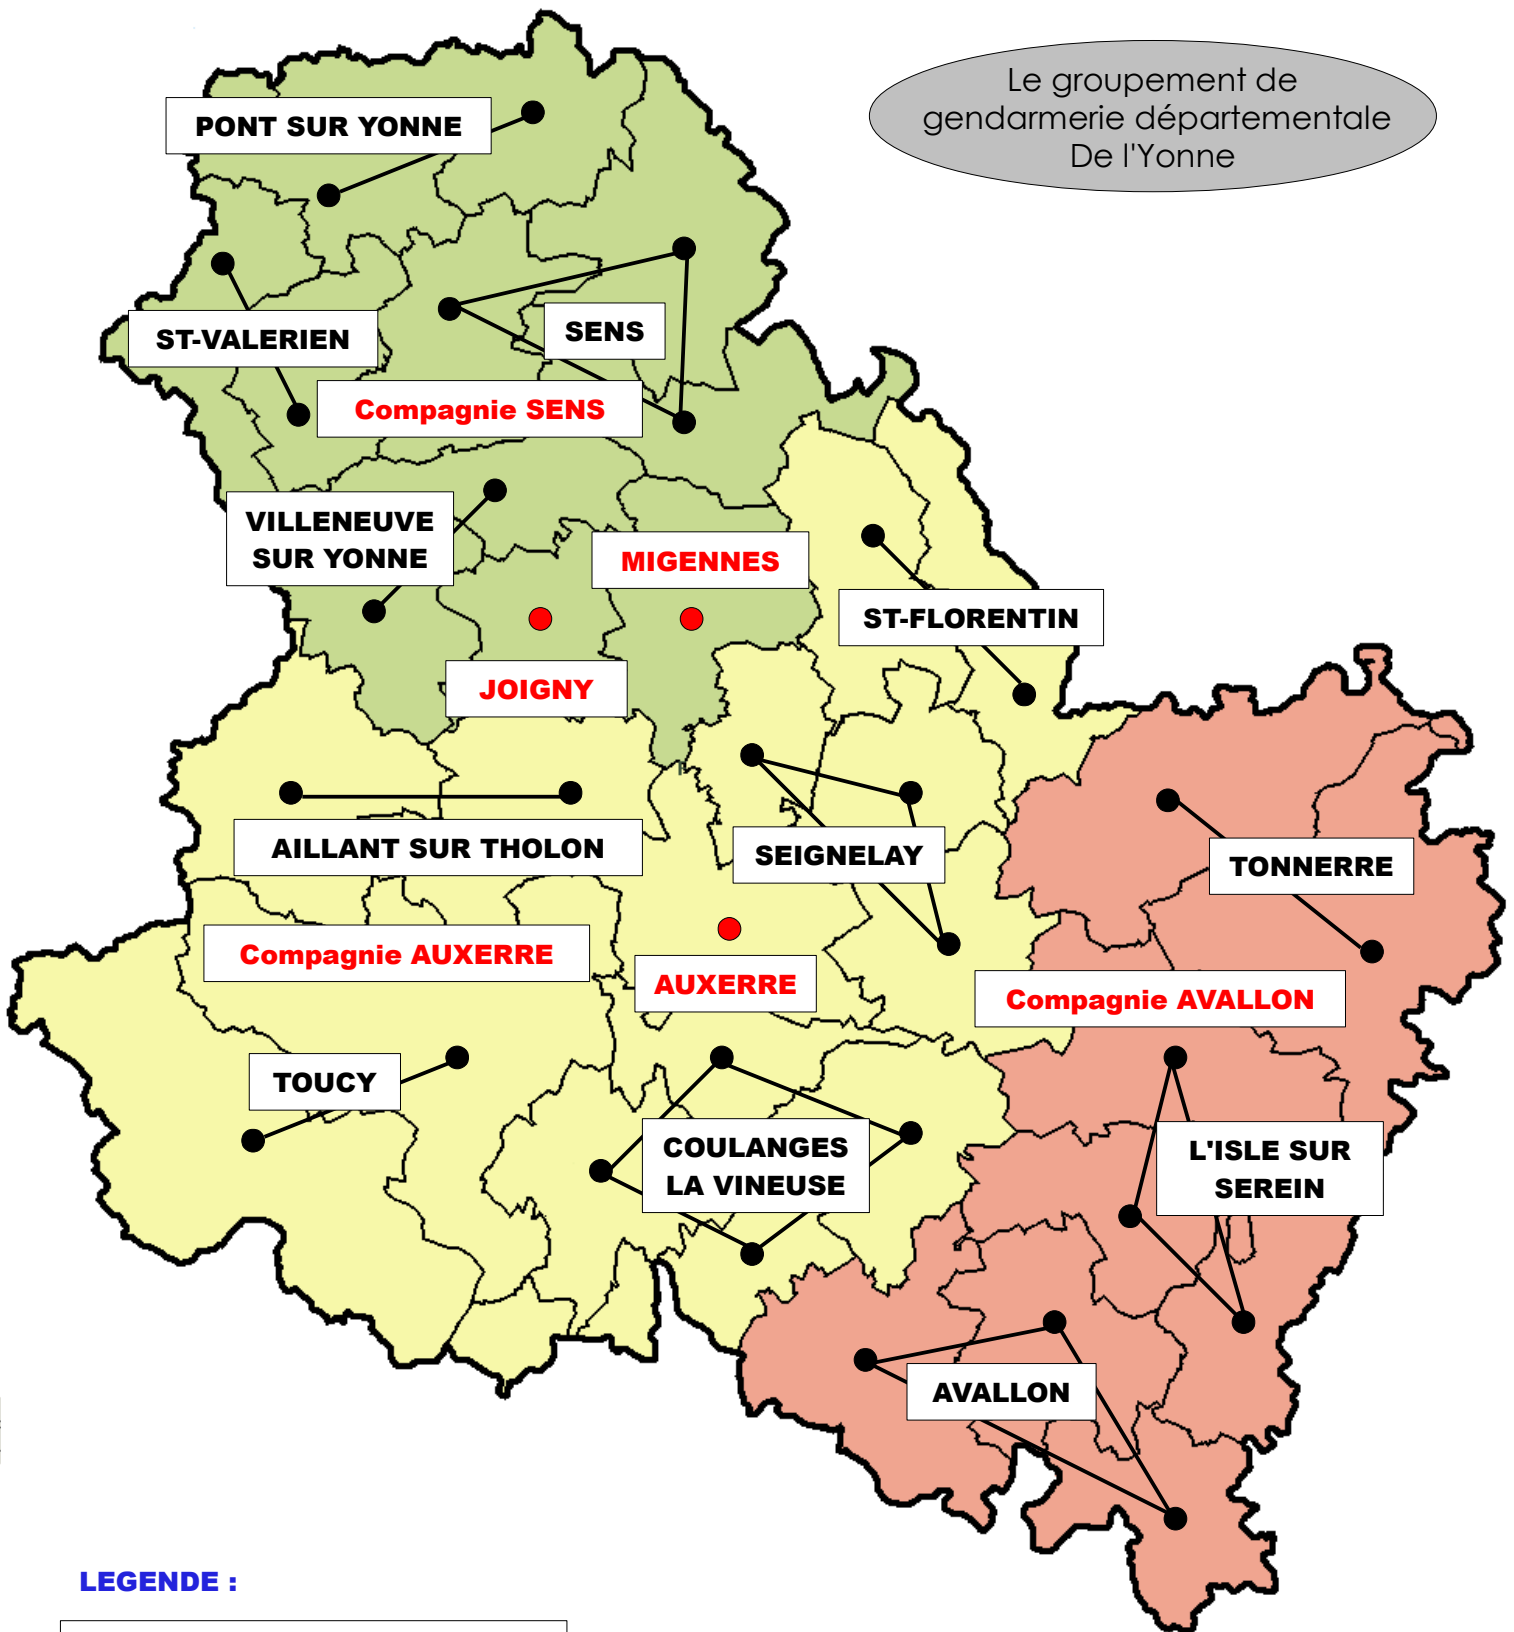 Le groupement de
gendarmerie départementale
De l'Yonne
PONT SUR YONNE
ST-VALERIEN
SENS
Compagnie SENS
VILLENEUVE
SUR YONNE
MIGENNES
ST-FLORENTIN
JOIGNY
AILLANT SUR THOLON
SEIGNELAY
TONNERRE
Compagnie AUXERRE
AUXERRE
Compagnie AVALLON
TOUCY
COULANGES
LA VINEUSE
L'ISLE SUR
SEREIN
AVALLON
LEGENDE :